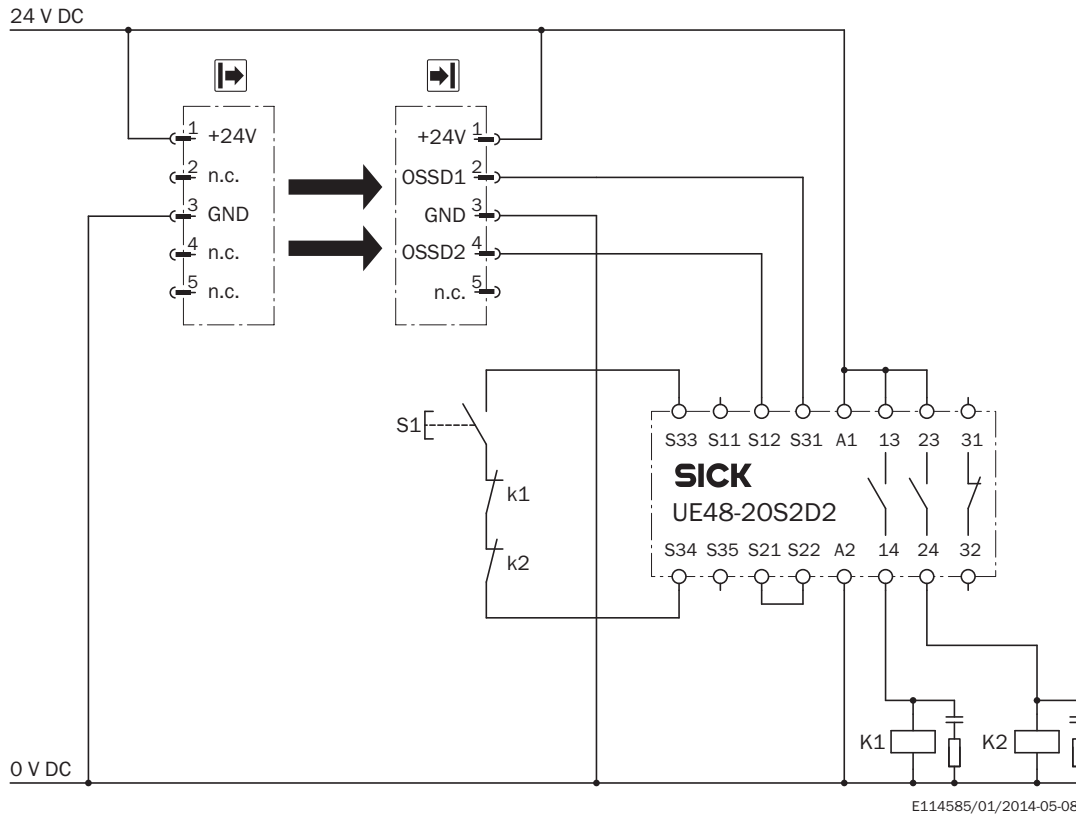 24 V DC
1 +24V
2 n.c.
3 GND
4 n.c.
5 n.c.
+24V 1
OSSD1 2
GND 3
OSSD2 4
n.c. 5
S1
k1
k2
S33 S11 S12 S31 A1 13 23 31
SICK
UE48-2OS2D2
S34 S35 S21 S22 A2 14 24 32
K1 K2
0 V DC
E114585/01/2014-05-08